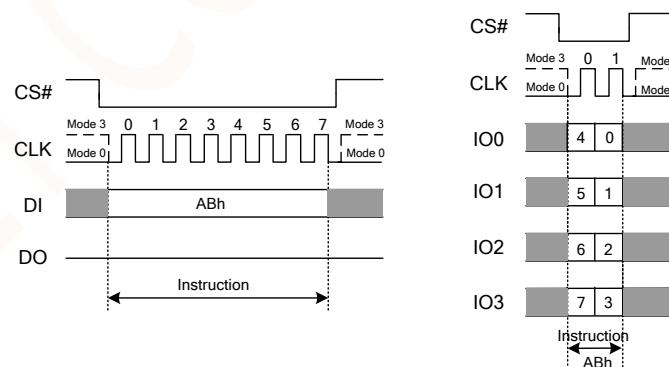 CS#
Mode 3 0 1 2 3 4 5 6 7 Mode 3
CLK
Mode 0 Mode 0
DI ABh
DO
Instruction
CS#
Mode 3 0 1 Mode
CLK
Mode 0 Mode
IO0 4 0
IO1 5 1
IO2 6 2
IO3 7 3
Instruction
ABh